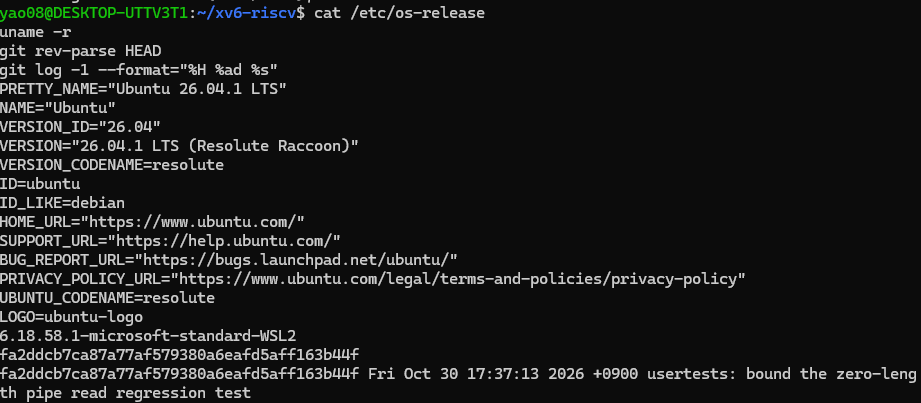 yao08@DESKTOP-UTTV3T1:~/xv6-riscv$ cat /etc/os-release
uname -r
git rev-parse HEAD
git log -1 --format="%H %ad %s"
PRETTY_NAME="Ubuntu 26.04.1 LTS"
NAME="Ubuntu"
VERSION_ID="26.04"
VERSION="26.04.1 LTS (Resolute Raccoon)"
VERSION_CODENAME=resolute
ID=ubuntu
ID_LIKE=debian
HOME_URL="https://www.ubuntu.com/"
SUPPORT_URL="https://help.ubuntu.com/"
BUG_REPORT_URL="https://bugs.launchpad.net/ubuntu/"
PRIVACY_POLICY_URL="https://www.ubuntu.com/legal/terms-and-policies/privacy-policy"
UBUNTU_CODENAME=resolute
LOGO=ubuntu-logo
6.18.58.1-microsoft-standard-WSL2
fa2ddcb7ca87a77af579380a6eafd5aff163b44f
fa2ddcb7ca87a77af579380a6eafd5aff163b44f Fri Oct 30 17:37:13 2026 +0900 usertests: bound the zero-leng
th pipe read regression test